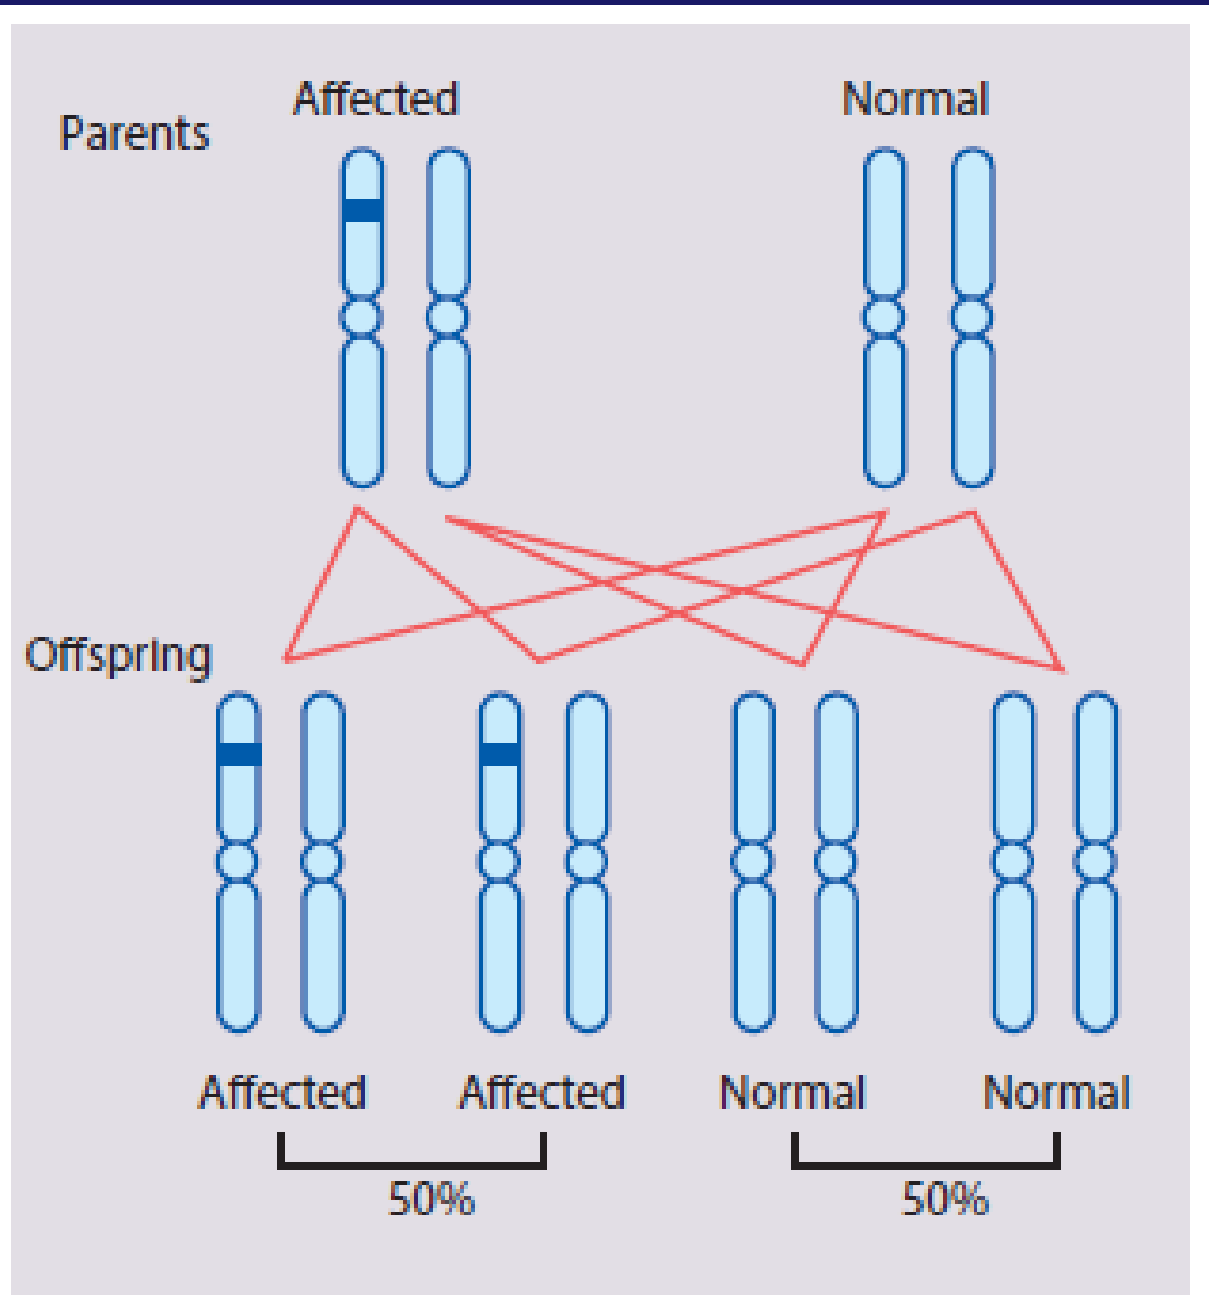 Affected Normal
Parents
Offspring
Affected Affected Normal Normal
50% 50%